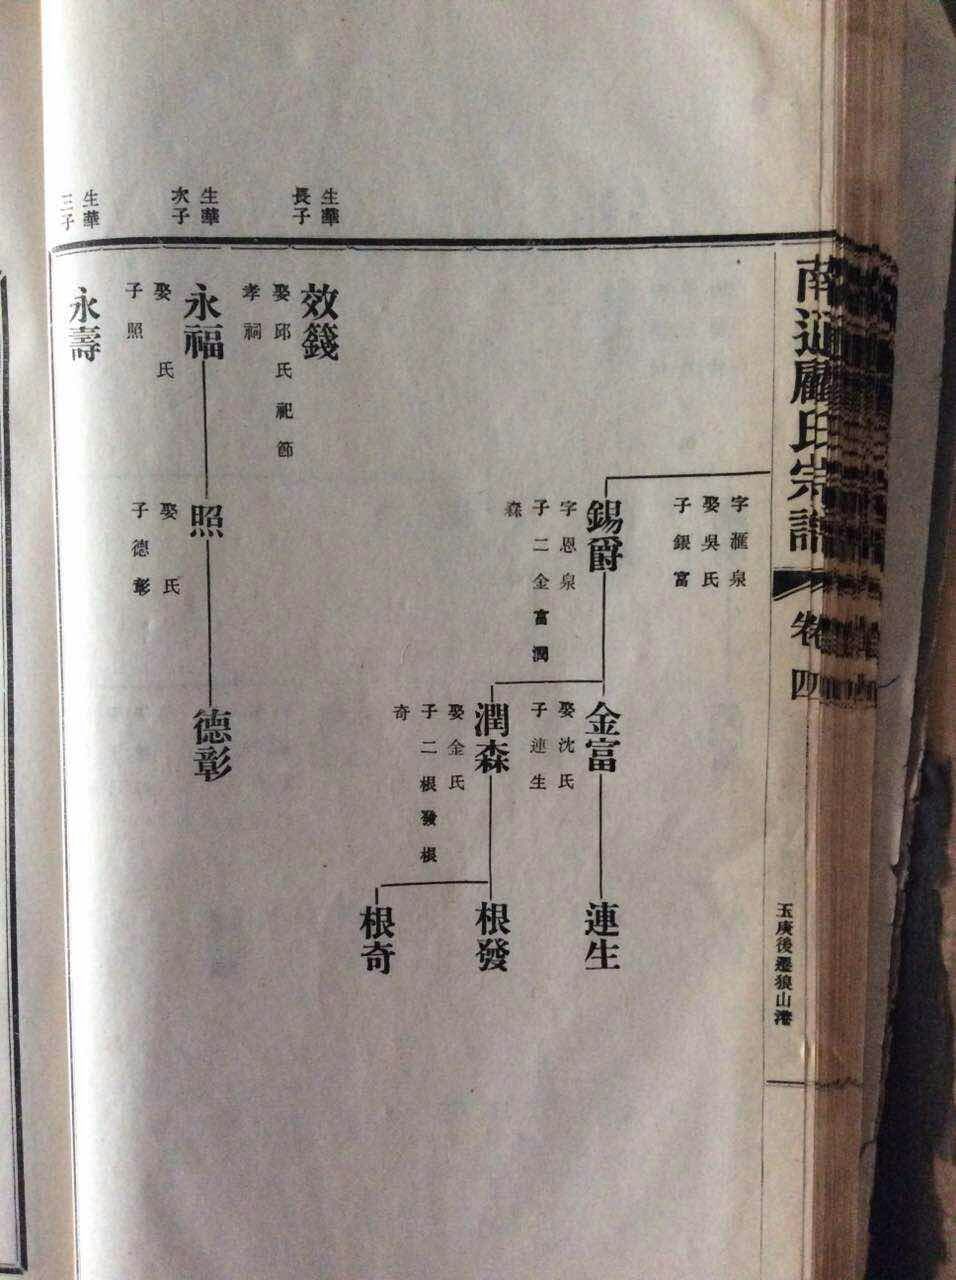 南通顧氏宗譜
卷四
玉庚後遷狼山港
字滙泉
娶吳氏
子銀富
錫爵
字恩泉
子二金富潤
森
金富
娶沈氏
子連生
連生
潤森
娶金氏
子二根發根
奇
根發
根奇
生華
長子
效籛
娶邱氏祀節
孝祠
生華
次子
永福
娶　氏
子照
照
娶　氏
子德彰
德彰
生華
三子
永壽